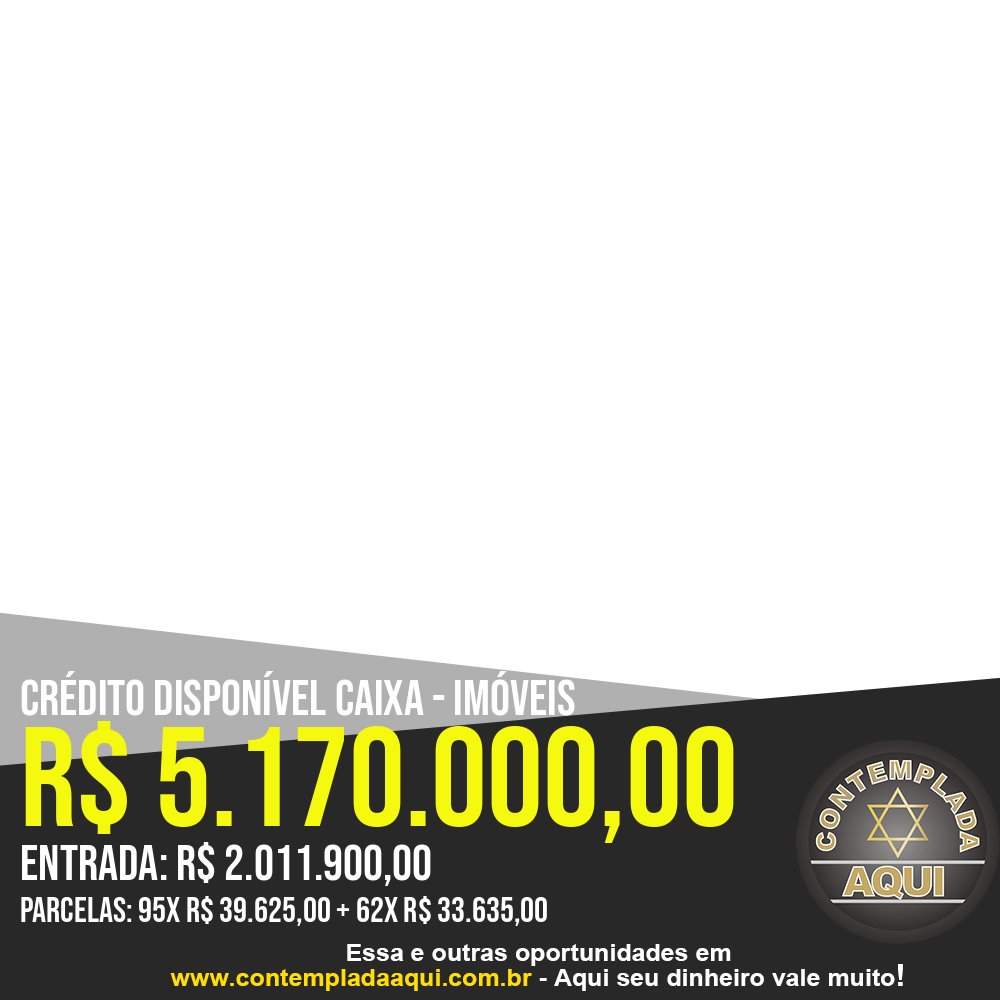 CRÉDITO DISPONÍVEL CAIXA - IMÓVEIS
R$ 5.170.000,00
ENTRADA: R$ 2.011.900,00
PARCELAS: 95X R$ 39.625,00 + 62X R$ 33.635,00
CONTEMPLADA
AQUI
Essa e outras oportunidades em
www.contempladaaqui.com.br - Aqui seu dinheiro vale muito!